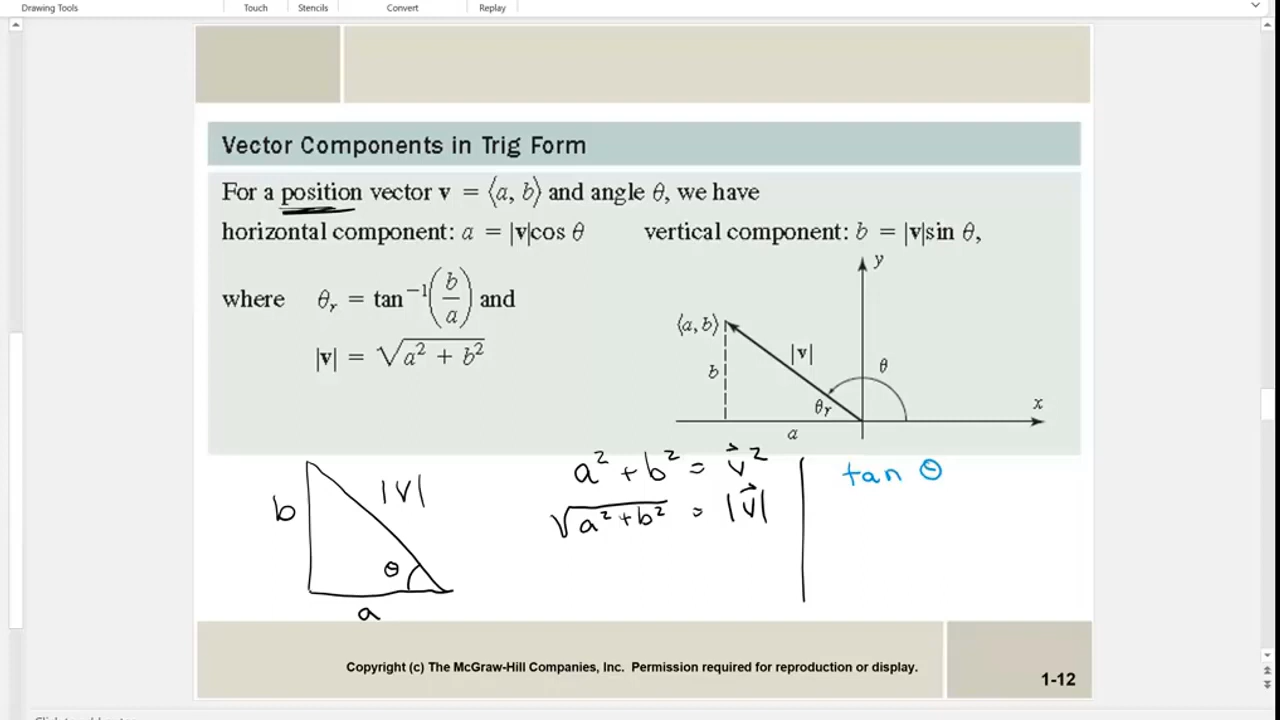 Drawing Tools Touch Stencils Convert Replay
Vector Components in Trig Form
For a position vector v = ⟨a, b⟩ and angle θ, we have
horizontal component: a = |v|cos θ vertical component: b = |v|sin θ,
where θᵣ = tan⁻¹(b/a) and
|v| = √(a² + b²)
y
⟨a, b⟩
|v|
b
θ
θᵣ
x
a
b
|v|
θ
a
a² + b² = v⃗²
√(a² + b²) = |v⃗|
tan θ
Copyright (c) The McGraw-Hill Companies, Inc. Permission required for reproduction or display.
1-12